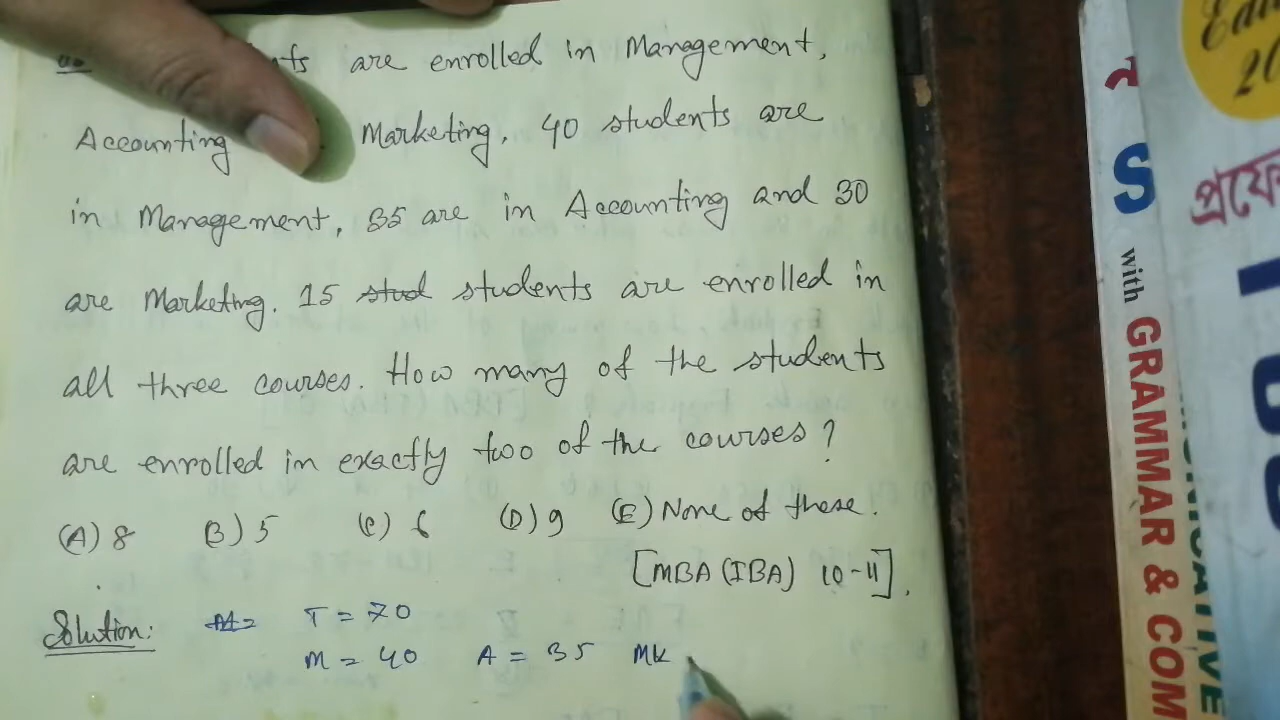 nts are enrolled in Management,
Accounting Marketing. 40 students are
in Management, 35 are in Accounting and 30
are Marketing. 15 stud students are enrolled in
all three courses. How many of the students
are enrolled in exactly two of the courses?
(A) 8 B) 5 (C) 6 (D) 9 (E) None of these.
[MBA (IBA) 10-11].
Solution: M= T = 70
M = 40 A = 35 MK
S with GRAMMAR & COM
প্রফে